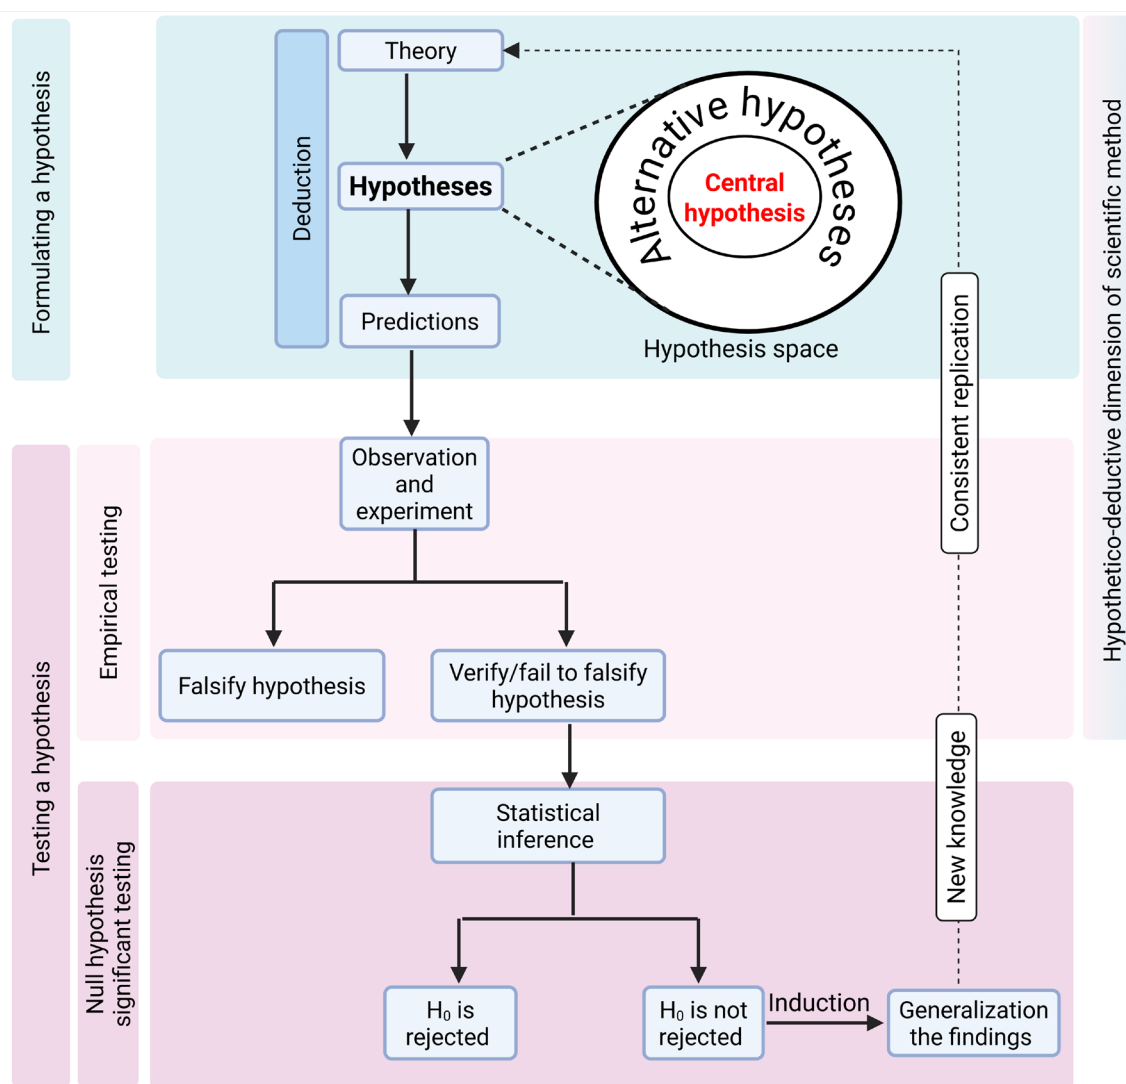 Formulating a hypothesis
Deduction
Theory
Hypotheses
Predictions
Alternative hypotheses
Central
hypothesis
Hypothesis space
Hypothetico-deductive dimension of scientific method
Consistent replication
Testing a hypothesis
Empirical testing
Observation
and
experiment
Falsify hypothesis
Verify/fail to falsify
hypothesis
New knowledge
Null hypothesis
significant testing
Statistical
inference
H₀ is
rejected
H₀ is not
rejected
Induction
Generalization
the findings